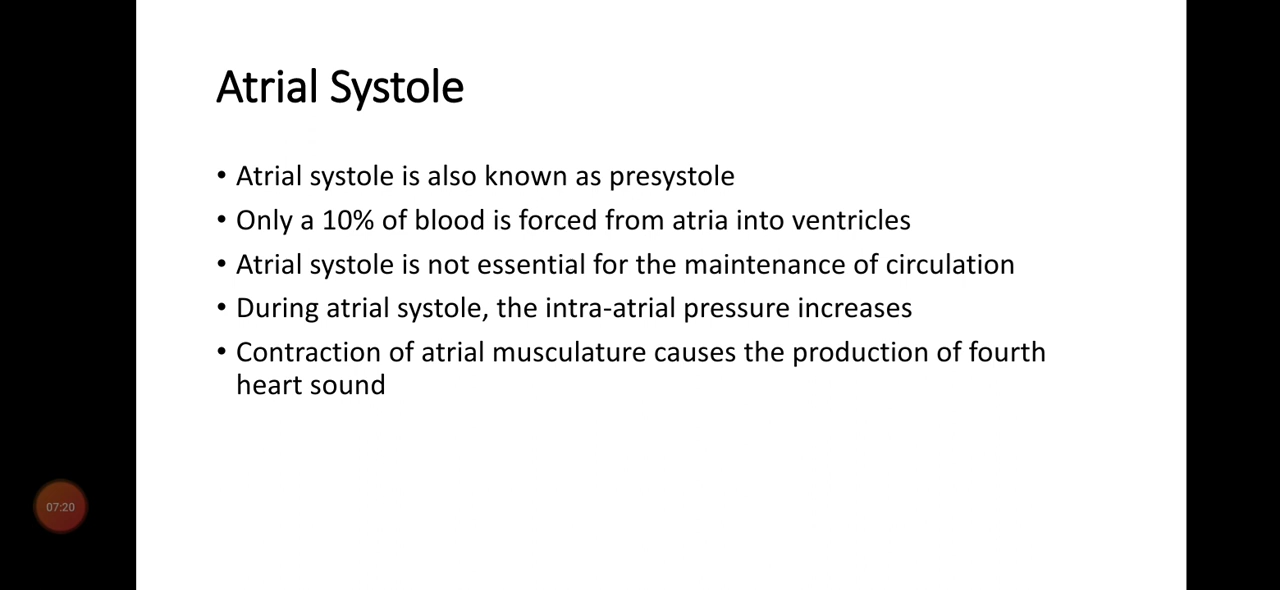 Atrial Systole
• Atrial systole is also known as presystole
• Only a 10% of blood is forced from atria into ventricles
• Atrial systole is not essential for the maintenance of circulation
• During atrial systole, the intra-atrial pressure increases
• Contraction of atrial musculature causes the production of fourth
heart sound
07:20